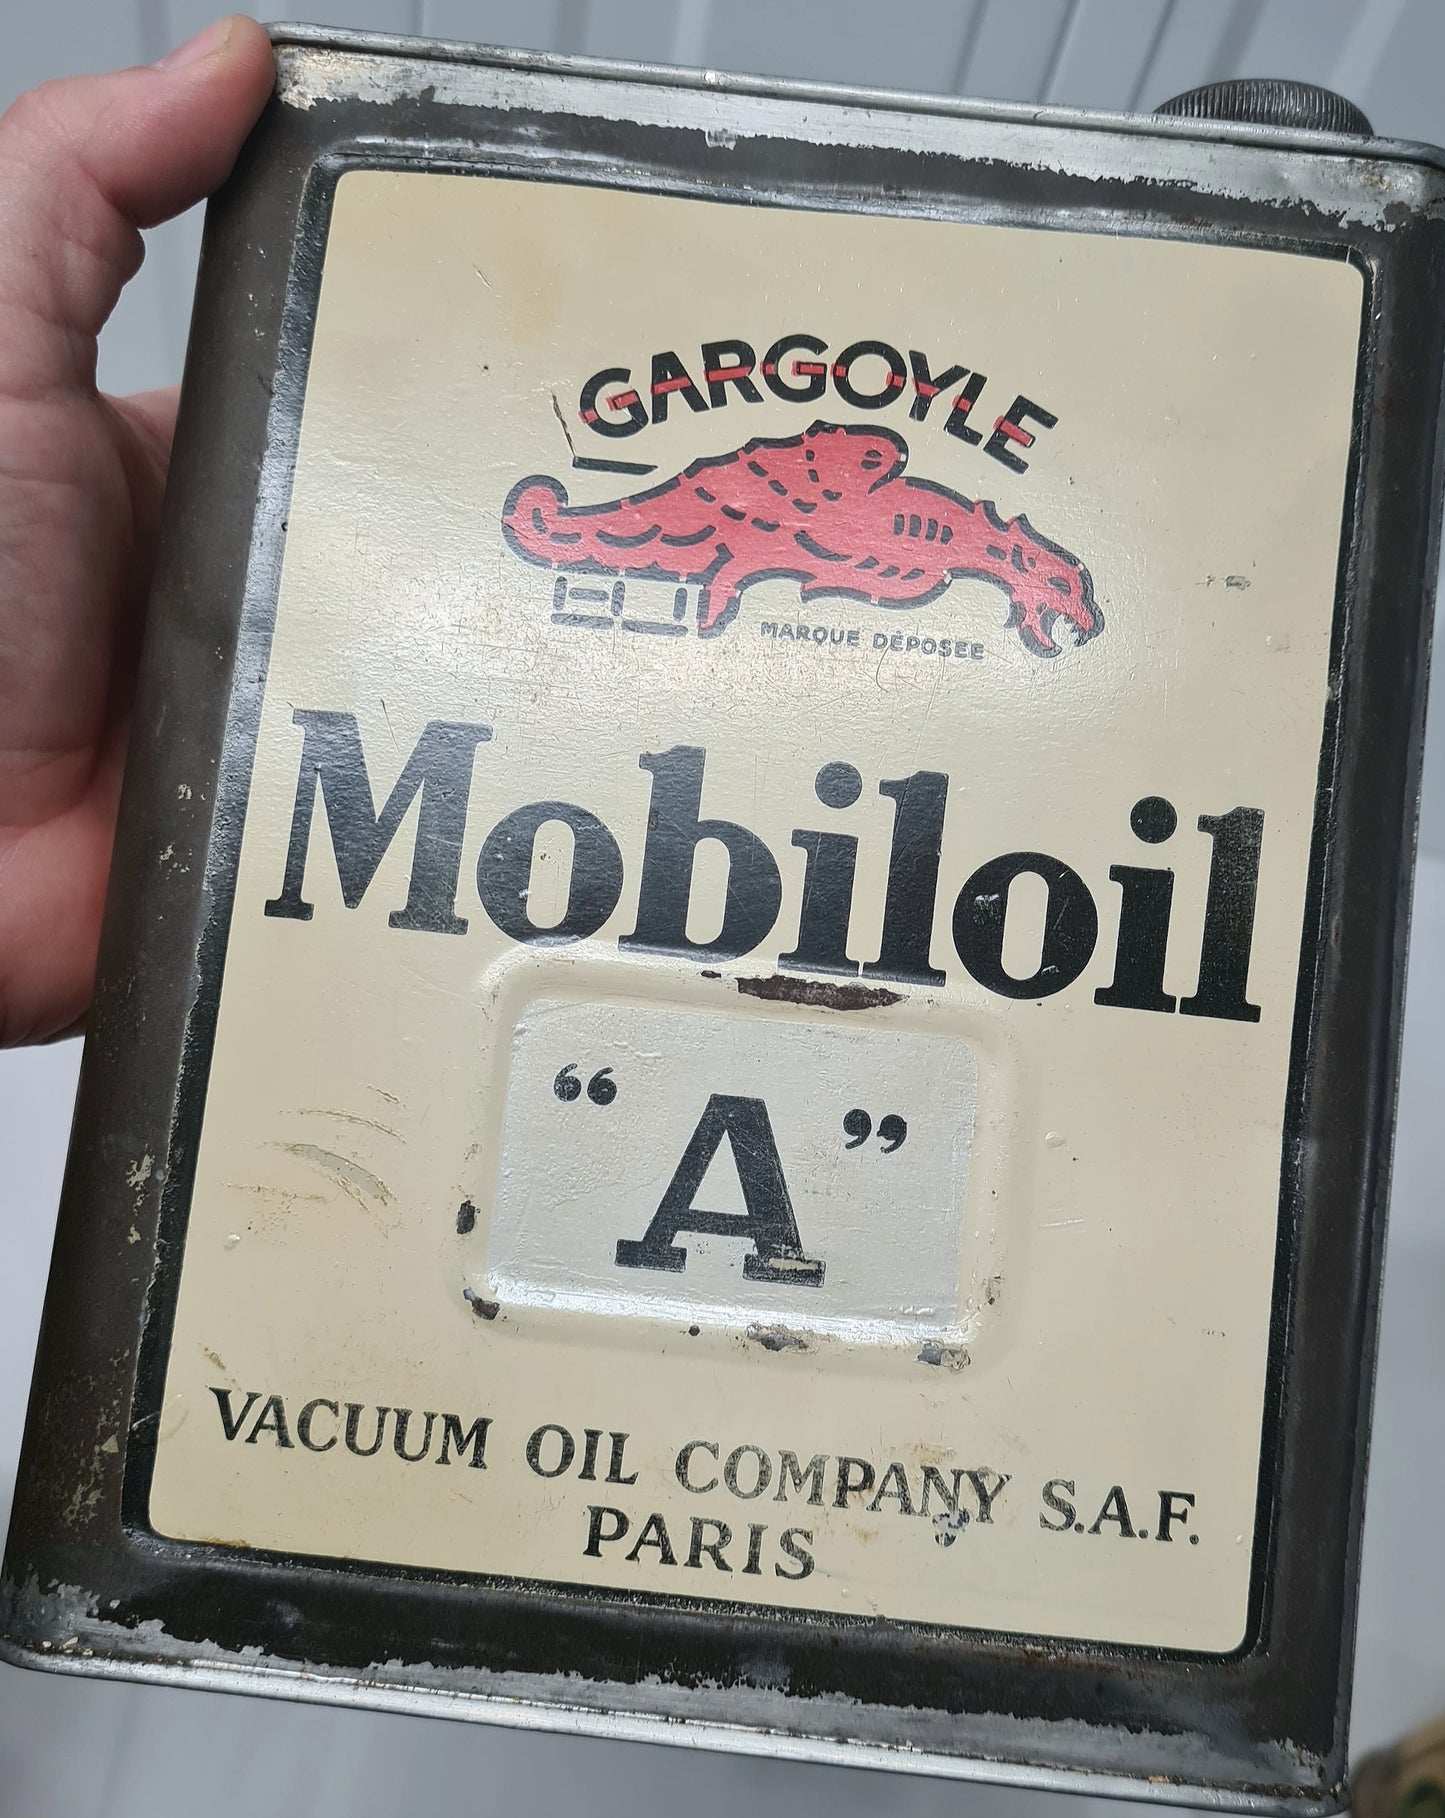 GARGOYLE
MARQUE DÉPOSÉE
Mobiloil
“A”
VACUUM OIL COMPANY S.A.F.
PARIS